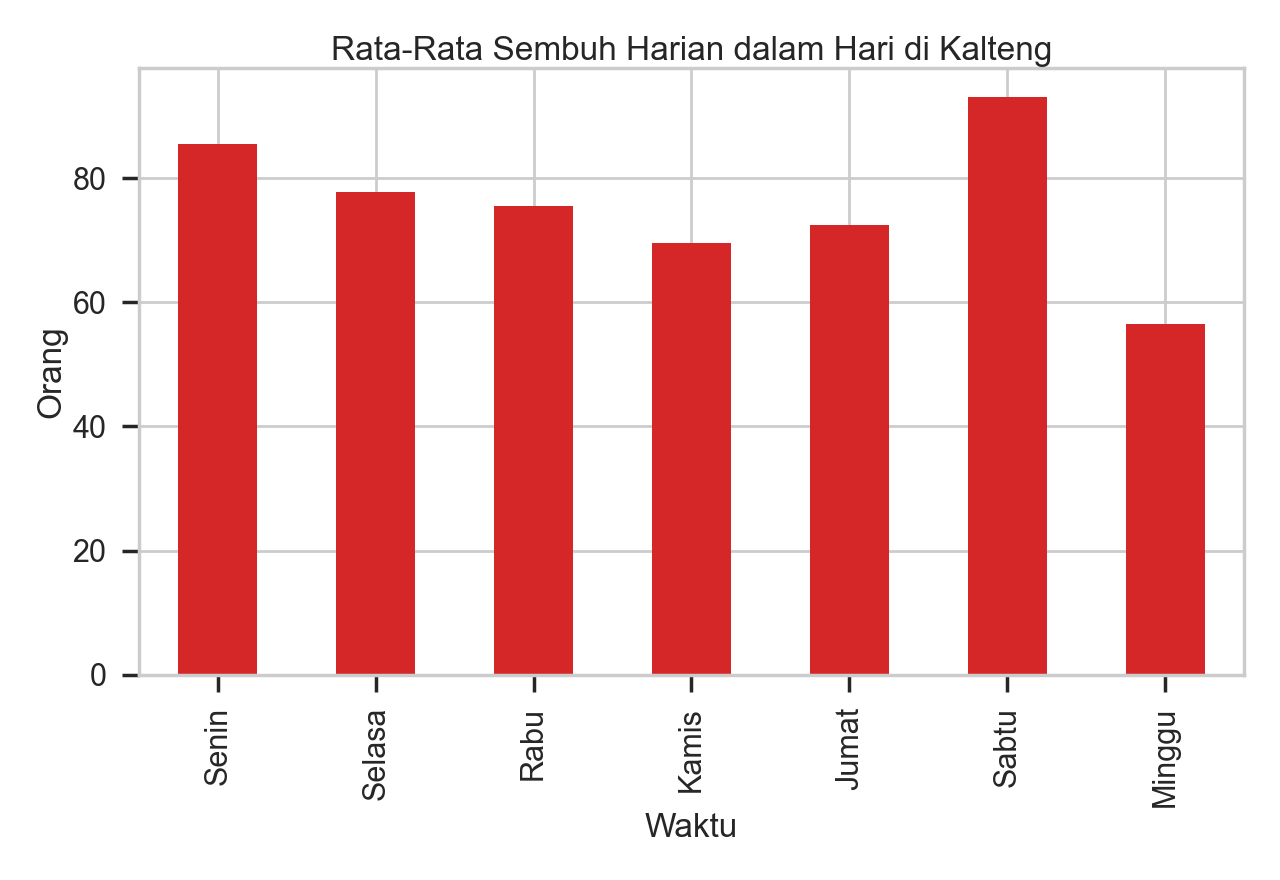 Rata-Rata Sembuh Harian dalam Hari di Kalteng
Orang
80
60
40
20
0
Senin
Selasa
Rabu
Kamis
Jumat
Sabtu
Minggu
Waktu